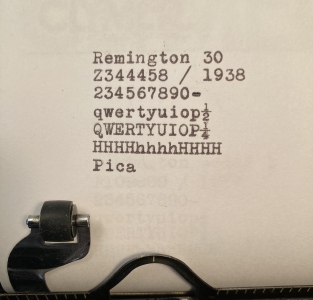 Remington 30
Z344458 / 1938
234567890-
qwertyuiop½
QWERTYUIOP¼
HHHHhhhhHHHH
Pica